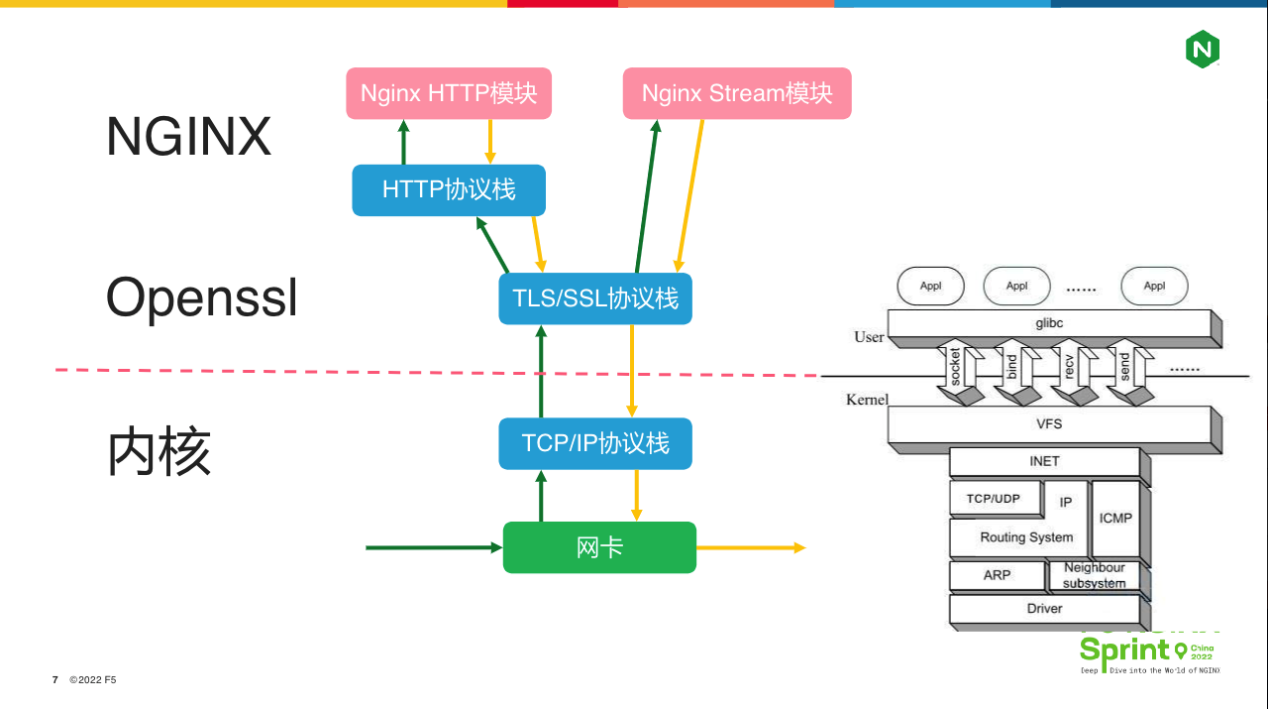 N
Nginx HTTP模块
Nginx Stream模块
NGINX
HTTP协议栈
Openssl
TLS/SSL协议栈
内核
TCP/IP协议栈
网卡
Appl
Appl
......
Appl
glibc
User
socket
bind
recv
send
......
Kernel
VFS
INET
TCP/UDP
IP
ICMP
Routing System
ARP
Neighbour
subsystem
Driver
Sprint
China
2022
Deep Dive into the World of NGINX
7 ©2022 F5